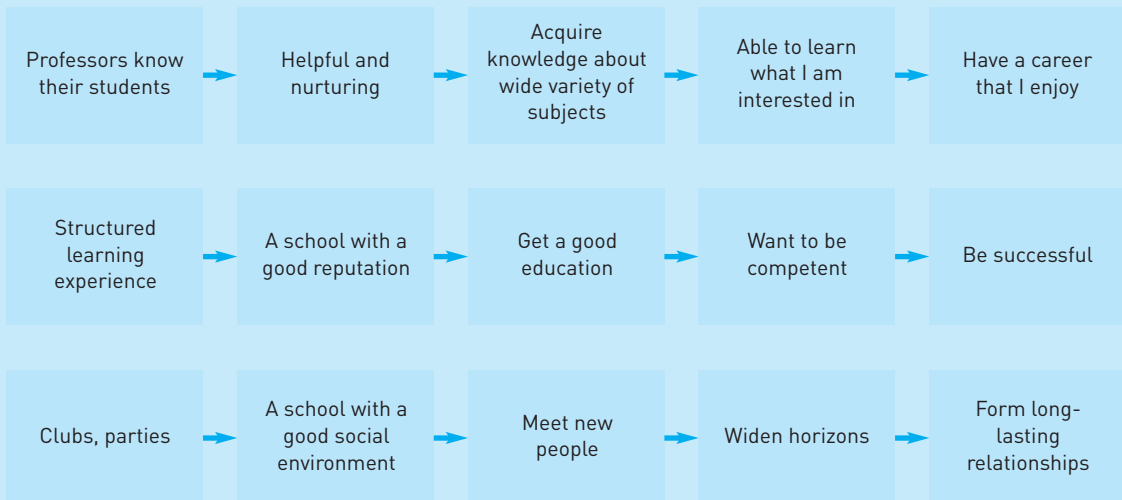 Professors know
their students
Helpful and
nurturing
Acquire
knowledge about
wide variety of
subjects
Able to learn
what I am
interested in
Have a career
that I enjoy
Structured
learning
experience
A school with a
good reputation
Get a good
education
Want to be
competent
Be successful
Clubs, parties
A school with a
good social
environment
Meet new
people
Widen horizons
Form long-
lasting
relationships